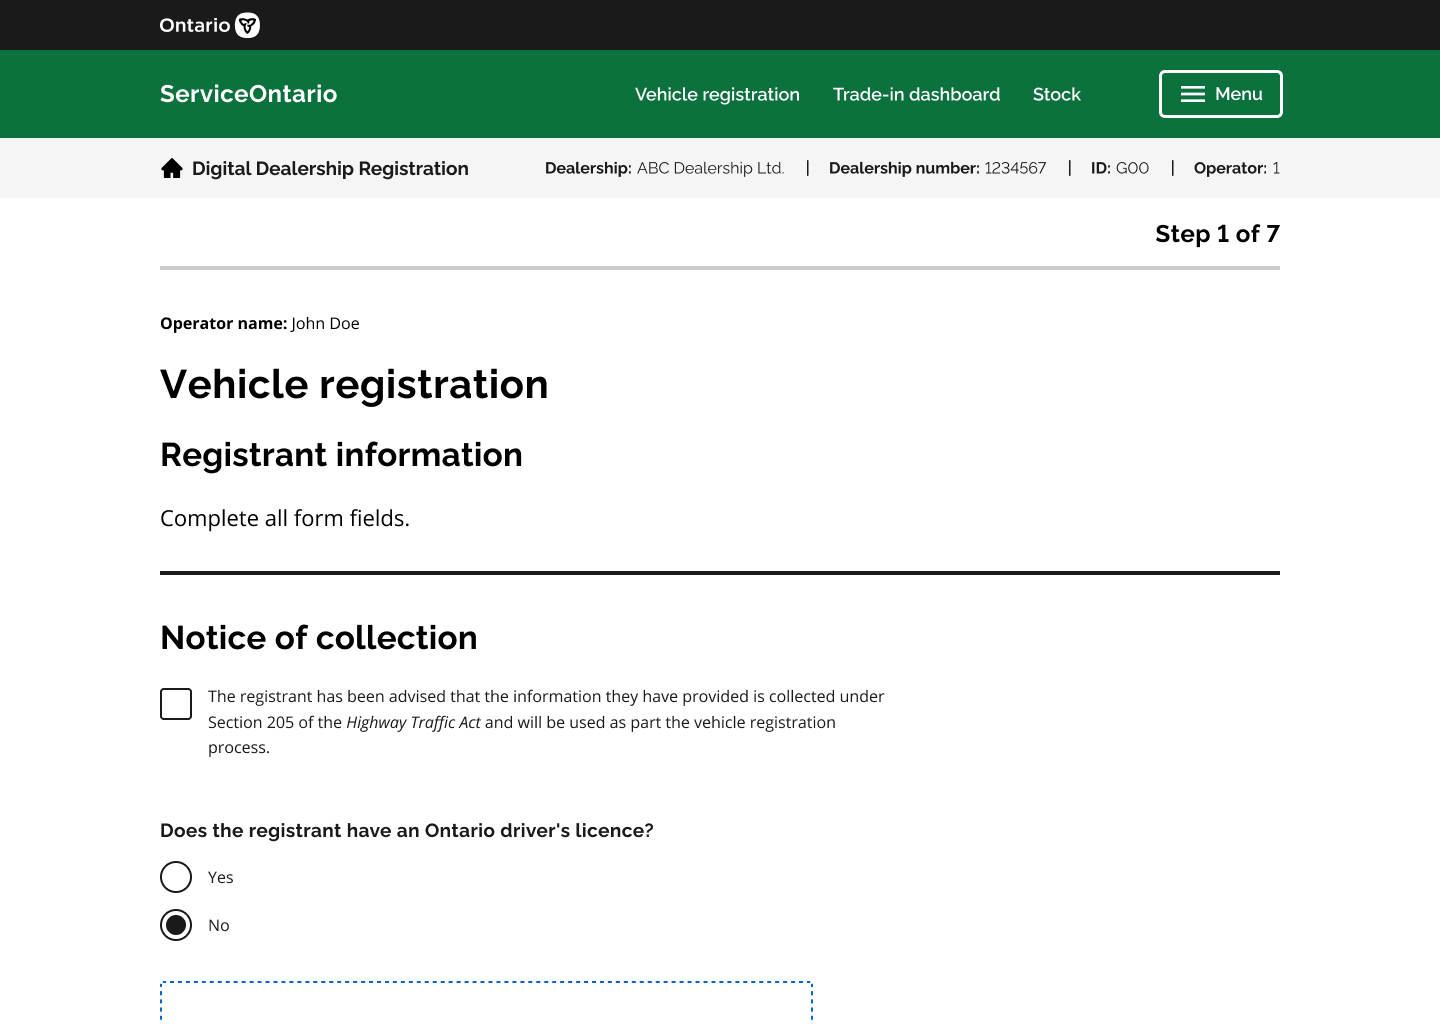 Ontario
ServiceOntario
Vehicle registration
Trade-in dashboard
Stock
Menu
Digital Dealership Registration
Dealership: ABC Dealership Ltd. | Dealership number: 1234567 | ID: G00 | Operator: 1
Step 1 of 7
Operator name: John Doe
Vehicle registration
Registrant information
Complete all form fields.
Notice of collection
The registrant has been advised that the information they have provided is collected under
Section 205 of the Highway Traffic Act and will be used as part the vehicle registration
process.
Does the registrant have an Ontario driver's licence?
Yes
No